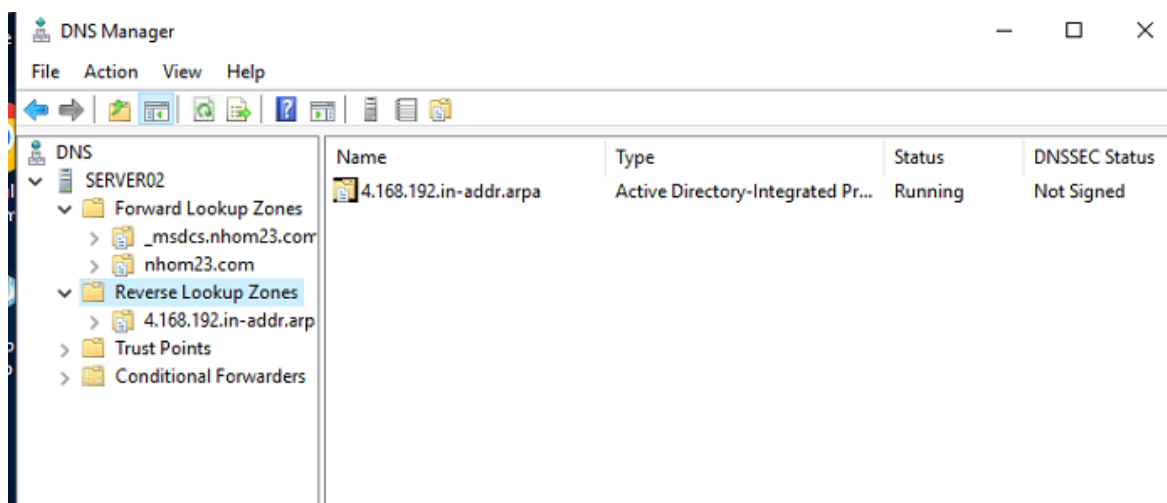 DNS Manager
File Action View Help
DNS
SERVER02
Forward Lookup Zones
_msdcs.nhom23.com
nhom23.com
Reverse Lookup Zones
4.168.192.in-addr.arp
Trust Points
Conditional Forwarders
Name Type Status DNSSEC Status
4.168.192.in-addr.arpa Active Directory-Integrated Pr... Running Not Signed